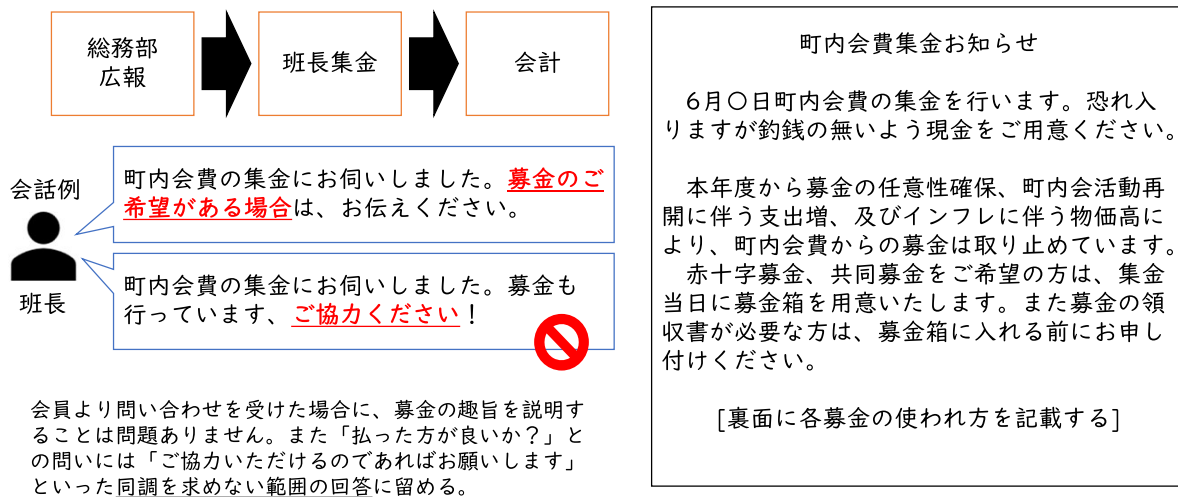 総務部
広報
班長集金
会計
会話例
班長
町内会費の集金にお伺いしました。募金のご
希望がある場合は、お伝えください。
町内会費の集金にお伺いしました。募金も
行っています、ご協力ください！
会員より問い合わせを受けた場合に、募金の趣旨を説明す
ることは問題ありません。また「払った方が良いか？」と
の問いには「ご協力いただけるのであればお願いします」
といった同調を求めない範囲の回答に留める。
町内会費集金お知らせ
6月〇日町内会費の集金を行います。恐れ入
りますが釣銭の無いよう現金をご用意ください。
本年度から募金の任意性確保、町内会活動再
開に伴う支出増、及びインフレに伴う物価高に
より、町内会費からの募金は取り止めています。
赤十字募金、共同募金をご希望の方は、集金
当日に募金箱を用意いたします。また募金の領
収書が必要な方は、募金箱に入れる前にお申し
付けください。
[裏面に各募金の使われ方を記載する]